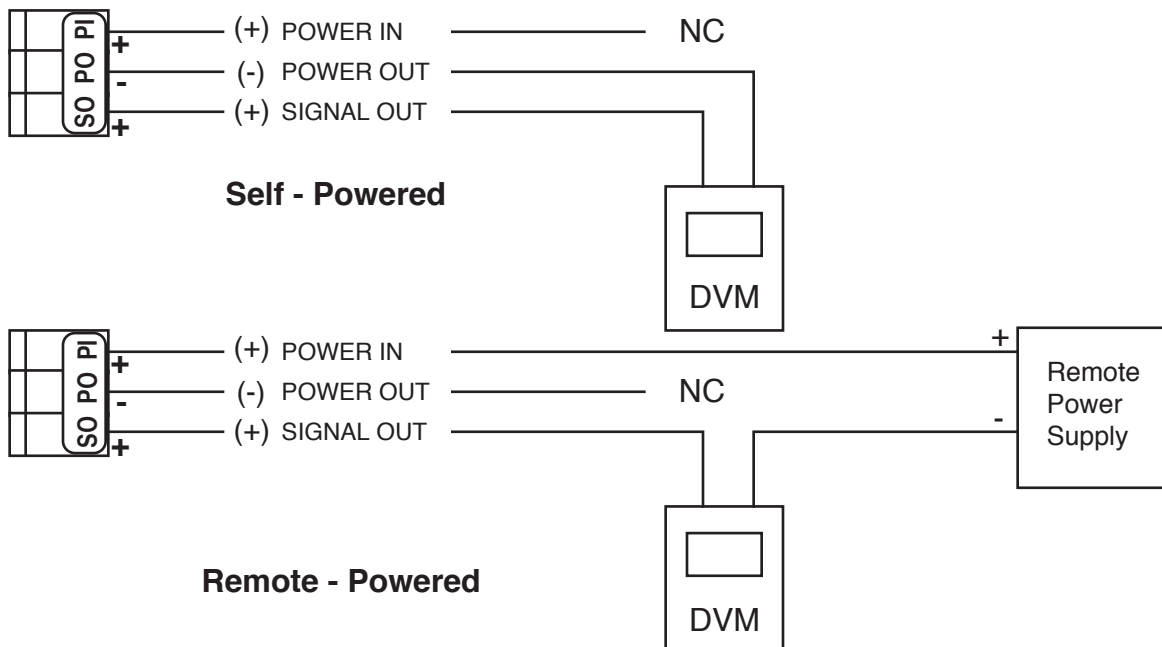 SO PO PI
+ (+) POWER IN NC
- (-) POWER OUT
+ (+) SIGNAL OUT
Self - Powered
DVM
SO PO PI
+ (+) POWER IN +
- (-) POWER OUT NC
+ (+) SIGNAL OUT -
Remote
Power
Supply
Remote - Powered
DVM